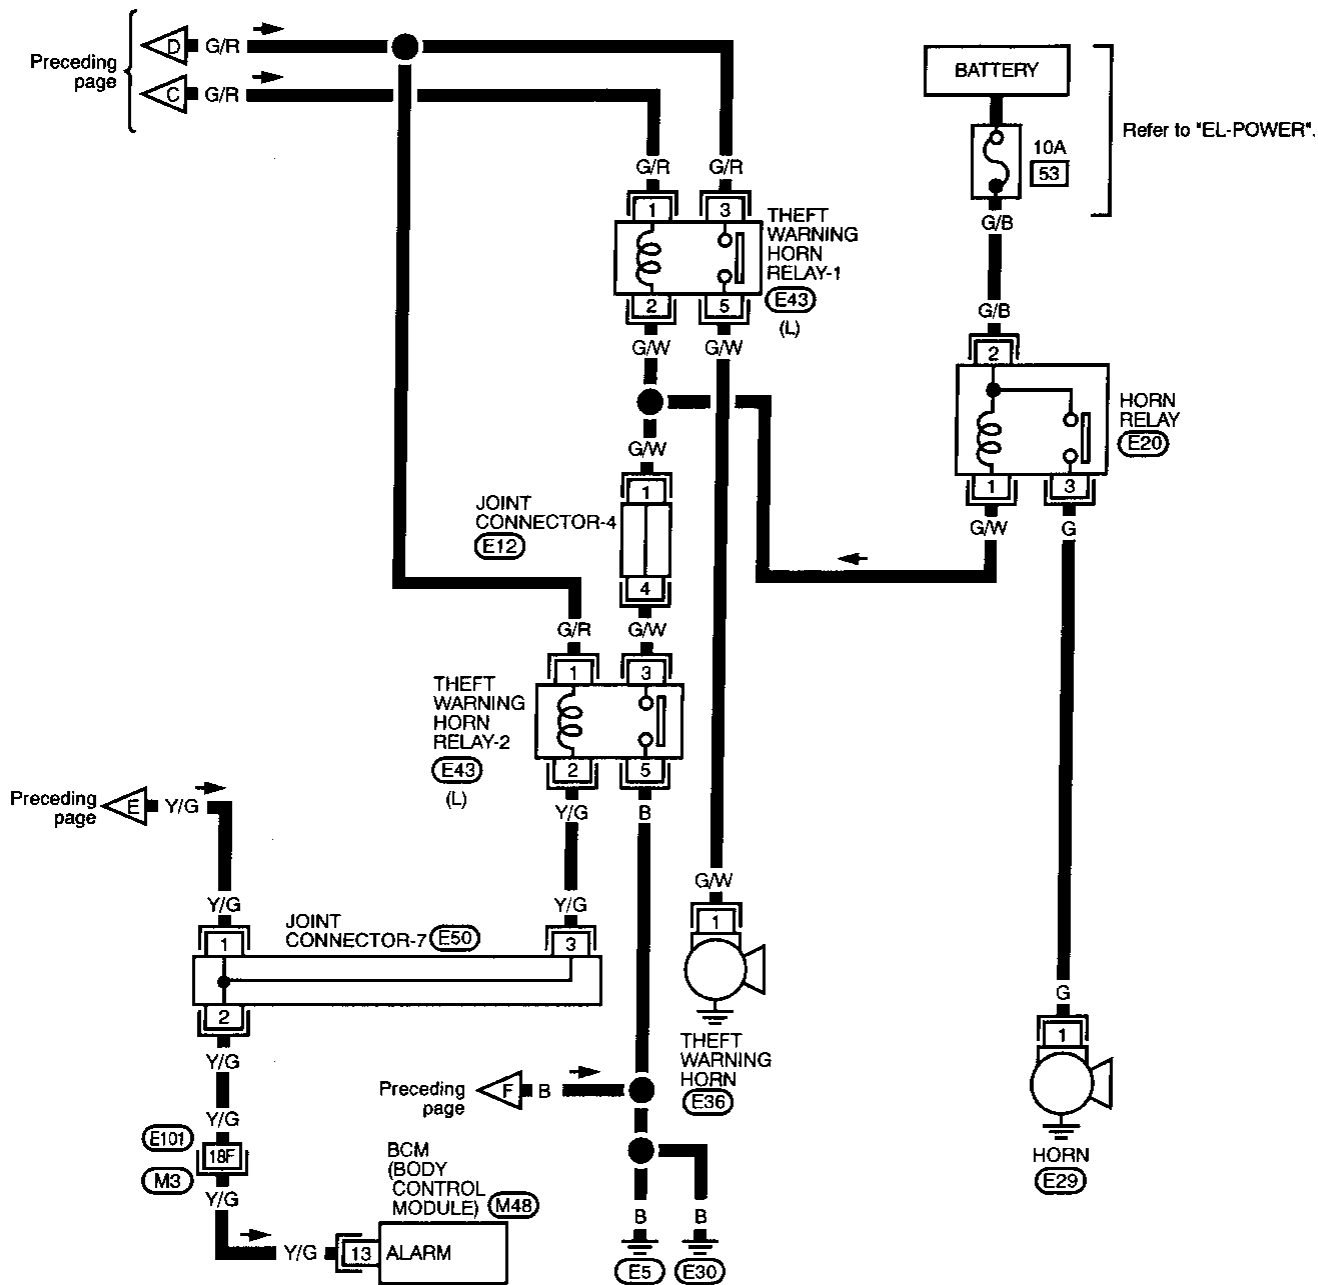 Preceding
page
D G/R
C G/R
BATTERY
Refer to "EL-POWER".
10A
53
G/B
G/R G/R
1 3
THEFT
WARNING
HORN
RELAY-1
E43
(L)
2 5
G/W G/W
G/B
2
HORN
RELAY
E20
1 3
G/W G
G/W
1
JOINT
CONNECTOR-4
E12
4
G/R G/W
1 3
THEFT
WARNING
HORN
RELAY-2
E43
(L)
2 5
Y/G B
Preceding
page
E Y/G
Y/G Y/G
JOINT
CONNECTOR-7 E50
1 3
2
Y/G
G/W
1
THEFT
WARNING
HORN
E36
G
1
HORN
E29
Preceding
page
F B
Y/G
E101
18F
M3
Y/G
BCM
(BODY
CONTROL
MODULE) M48
Y/G 13 ALARM
B B
E5 E30